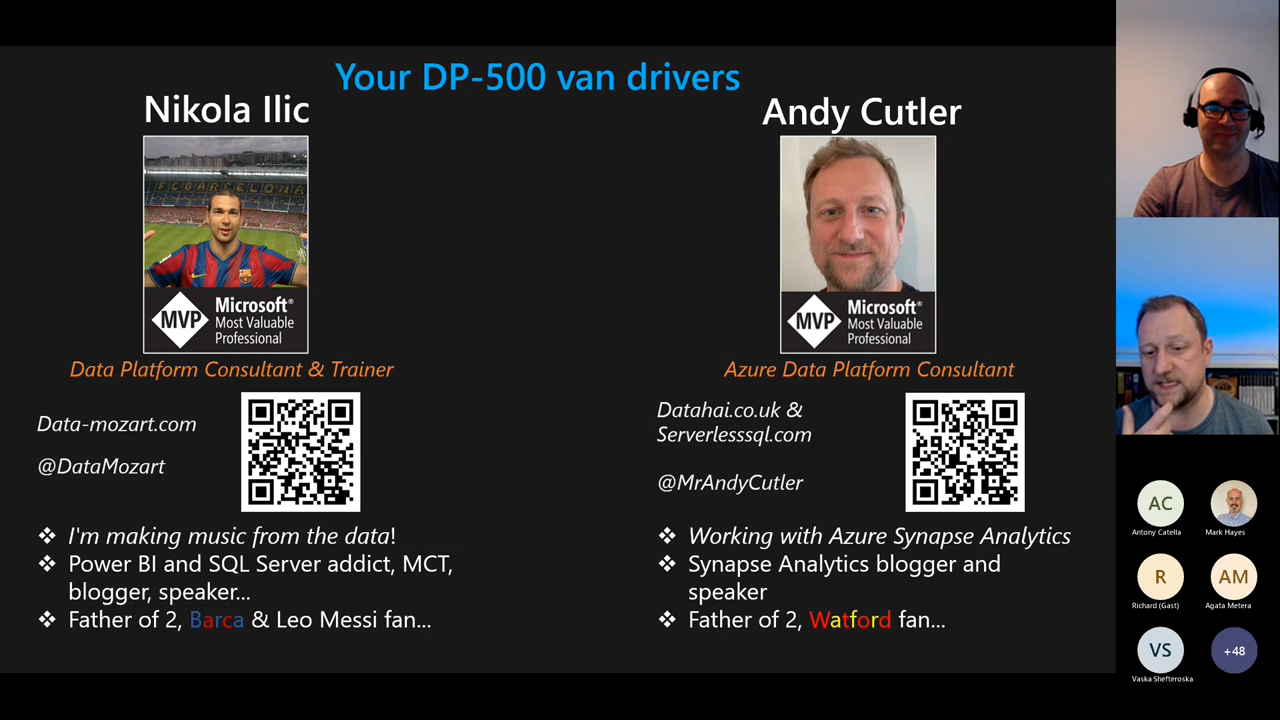 Your DP-500 van drivers
Nikola Ilic
Andy Cutler
FC BARCELONA
MVP
Microsoft®
Most Valuable
Professional
MVP
Microsoft®
Most Valuable
Professional
Data Platform Consultant & Trainer
Azure Data Platform Consultant
Data-mozart.com
@DataMozart
Datahai.co.uk &
Serverlesssql.com
@MrAndyCutler
❖ I'm making music from the data!
❖ Power BI and SQL Server addict, MCT,
blogger, speaker...
❖ Father of 2, Barca & Leo Messi fan...
❖ Working with Azure Synapse Analytics
❖ Synapse Analytics blogger and
speaker
❖ Father of 2, Watford fan...
AC
Antony Catella
Mark Hayes
R
Richard (Gast)
AM
Agata Metera
VS
Vaska Shefteroska
+48